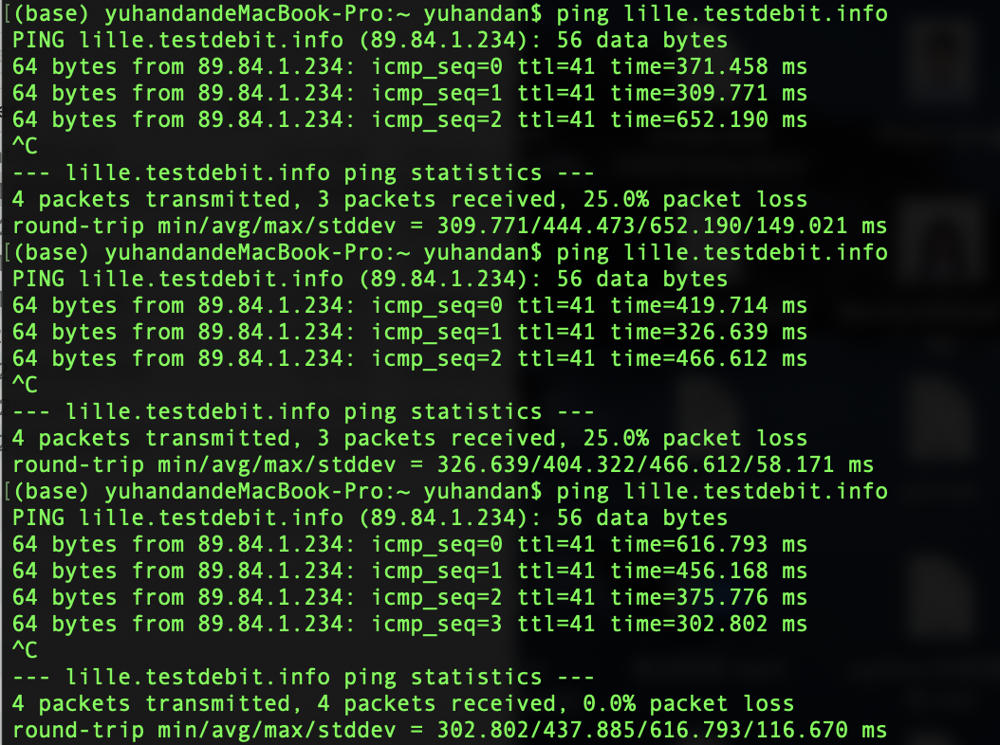 [(base) yuhandandeMacBook-Pro:~ yuhandan$ ping lille.testdebit.info
PING lille.testdebit.info (89.84.1.234): 56 data bytes
64 bytes from 89.84.1.234: icmp_seq=0 ttl=41 time=371.458 ms
64 bytes from 89.84.1.234: icmp_seq=1 ttl=41 time=309.771 ms
64 bytes from 89.84.1.234: icmp_seq=2 ttl=41 time=652.190 ms
^C
--- lille.testdebit.info ping statistics ---
4 packets transmitted, 3 packets received, 25.0% packet loss
round-trip min/avg/max/stddev = 309.771/444.473/652.190/149.021 ms
[(base) yuhandandeMacBook-Pro:~ yuhandan$ ping lille.testdebit.info
PING lille.testdebit.info (89.84.1.234): 56 data bytes
64 bytes from 89.84.1.234: icmp_seq=0 ttl=41 time=419.714 ms
64 bytes from 89.84.1.234: icmp_seq=1 ttl=41 time=326.639 ms
64 bytes from 89.84.1.234: icmp_seq=2 ttl=41 time=466.612 ms
^C
--- lille.testdebit.info ping statistics ---
4 packets transmitted, 3 packets received, 25.0% packet loss
round-trip min/avg/max/stddev = 326.639/404.322/466.612/58.171 ms
[(base) yuhandandeMacBook-Pro:~ yuhandan$ ping lille.testdebit.info
PING lille.testdebit.info (89.84.1.234): 56 data bytes
64 bytes from 89.84.1.234: icmp_seq=0 ttl=41 time=616.793 ms
64 bytes from 89.84.1.234: icmp_seq=1 ttl=41 time=456.168 ms
64 bytes from 89.84.1.234: icmp_seq=2 ttl=41 time=375.776 ms
64 bytes from 89.84.1.234: icmp_seq=3 ttl=41 time=302.802 ms
^C
--- lille.testdebit.info ping statistics ---
4 packets transmitted, 4 packets received, 0.0% packet loss
round-trip min/avg/max/stddev = 302.802/437.885/616.793/116.670 ms